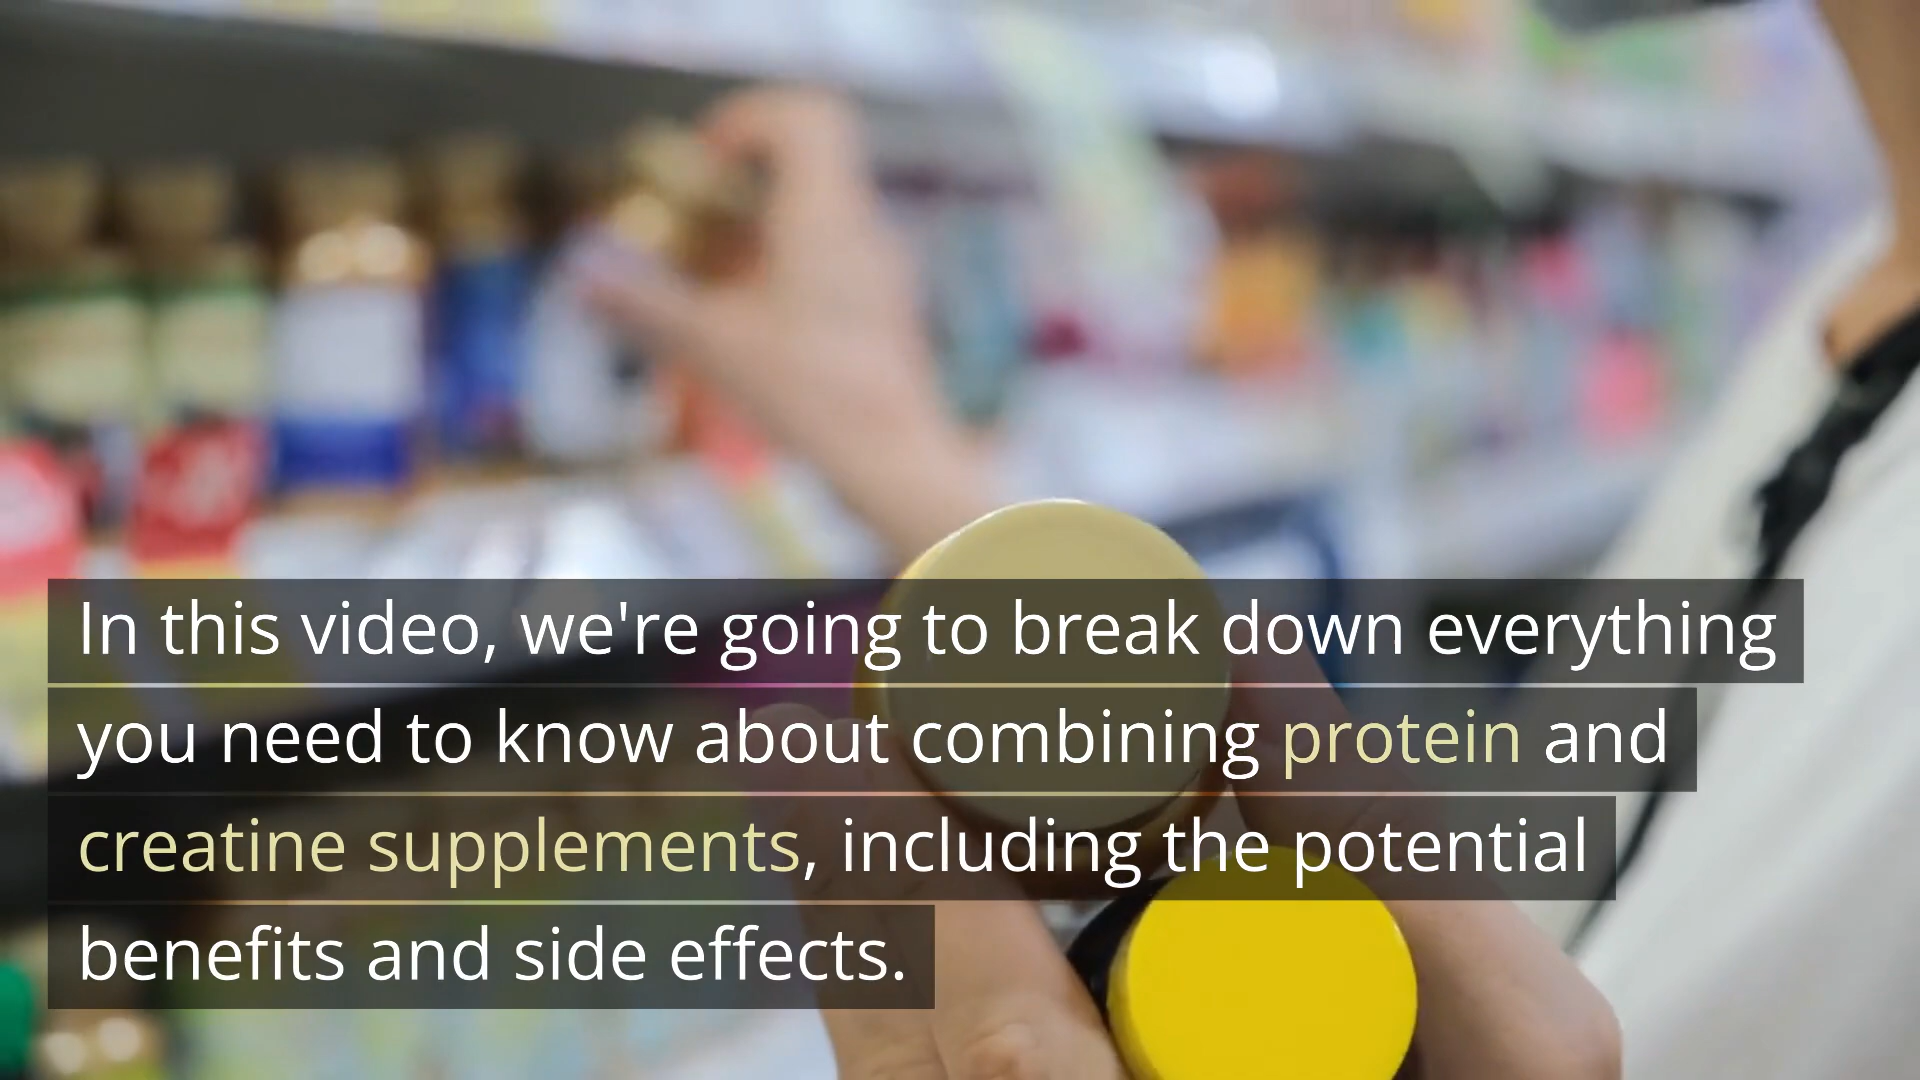 In this video, we're going to break down everything
you need to know about combining protein and
creatine supplements, including the potential
benefits and side effects.